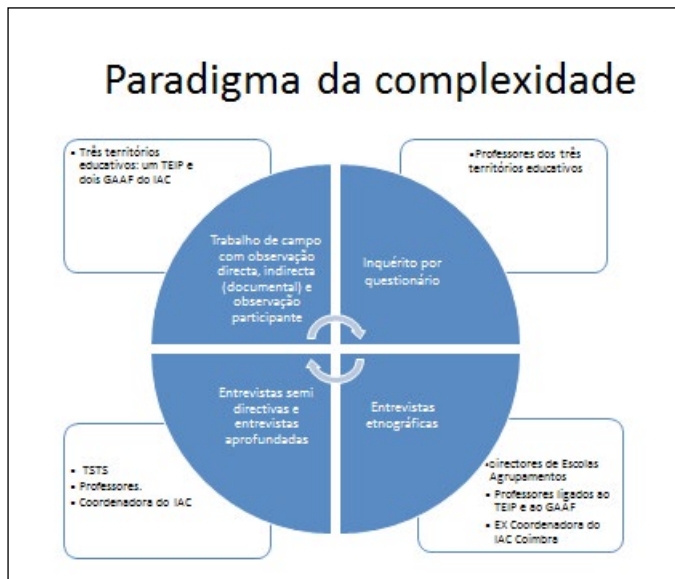 Paradigma da complexidade
• Três territórios
educativos: um TEIP e
dois GAAF do IAC
•Professores dos três
territórios educativos
Trabalho de campo
com observação
directa, indirecta
(documental) e
observação
participante
Inquérito por
questionário
Entrevistas semi
directivas e
entrevistas
aprofundadas
Entrevistas
etnográficas
• TSTS
• Professores.
• Coordenadora do IAC
•Directores de Escolas
Agrupamentos
• Professores ligados ao
TEIP e ao GAAF
• EX Coordenadora do
IAC Coimbra